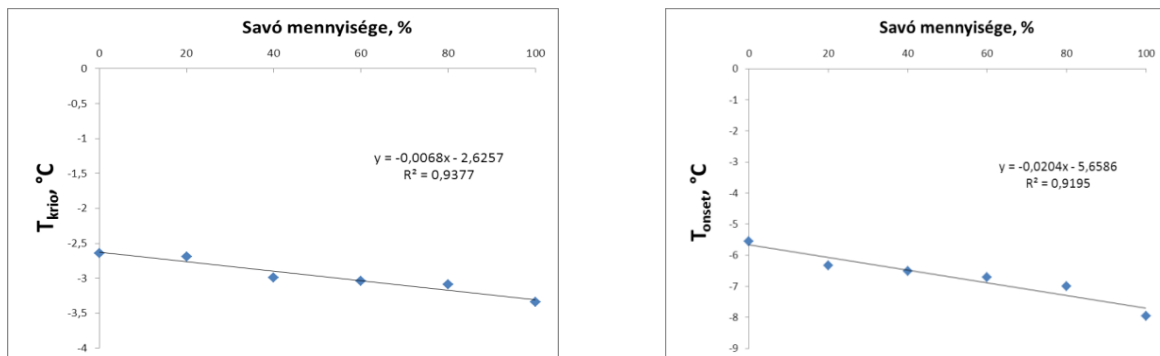 Savó mennyisége, %
0 20 40 60 80 100
0
-0,5
-1
-1,5
-2
-2,5
-3
-3,5
-4
T krio, °C
y = -0,0068x - 2,6257
R² = 0,9377
Savó mennyisége, %
0 20 40 60 80 100
0
-1
-2
-3
-4
-5
-6
-7
-8
-9
T onset, °C
y = -0,0204x - 5,6586
R² = 0,9195